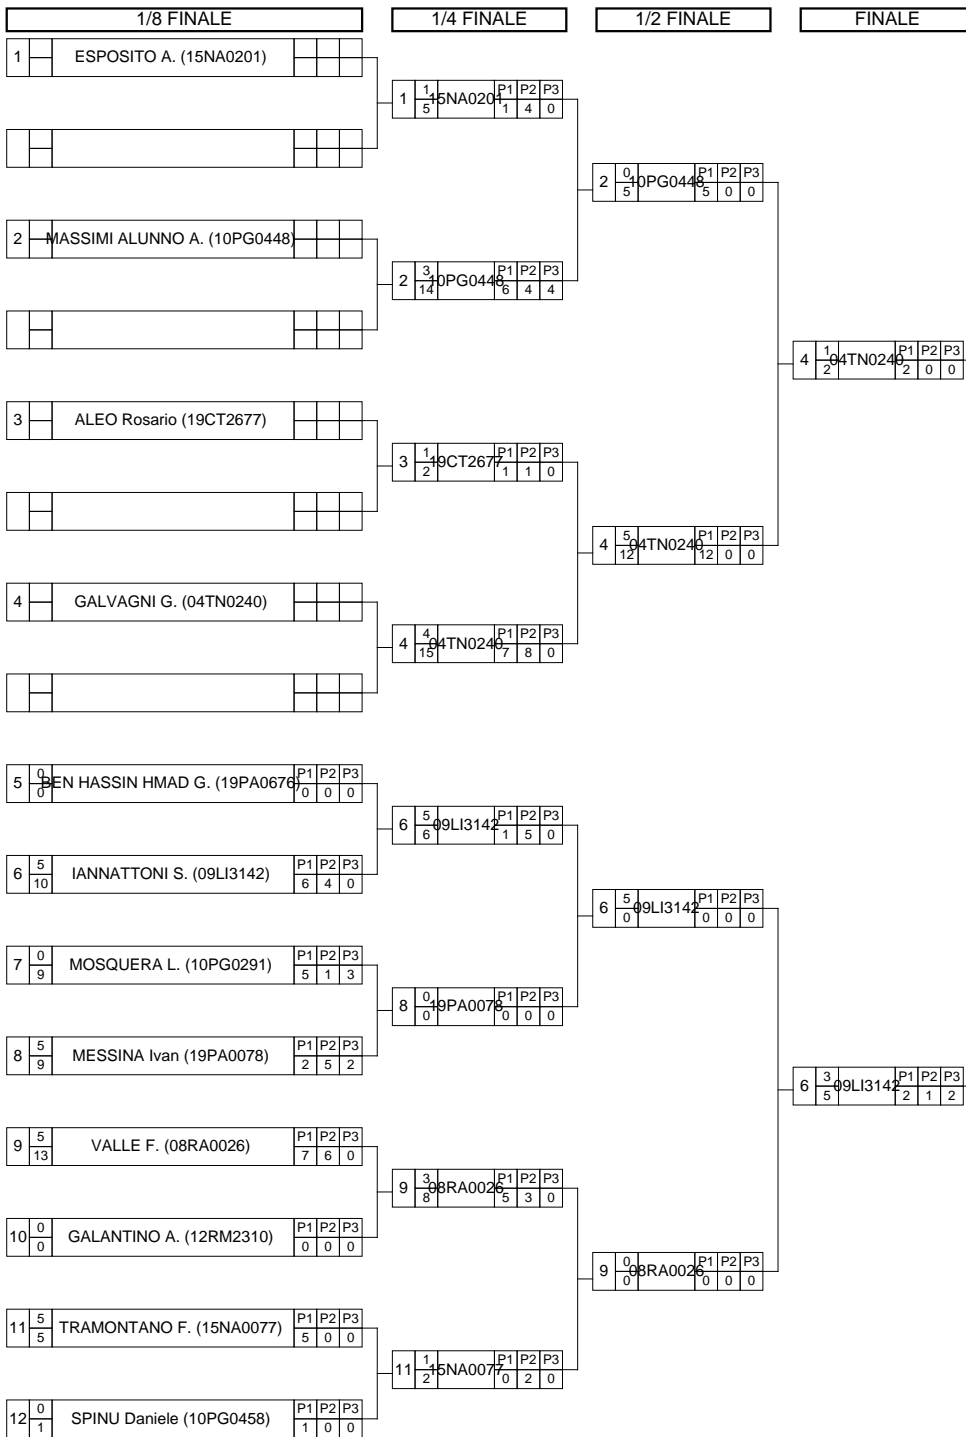 1/8 FINALE 1/4 FINALE 1/2 FINALE FINALE
1 ESPOSITO A. (15NA0201)
1 1 15NA0201 P1 P2 P3
5 1 4 0
2 0 10PG0448 P1 P2 P3
5 5 0 0
2 MASSIMI ALUNNO A. (10PG0448)
2 3 10PG0448 P1 P2 P3
14 6 4 4
4 1 04TN0240 P1 P2 P3
2 2 0 0
3 ALEO Rosario (19CT2677)
3 1 19CT2677 P1 P2 P3
2 1 1 0
4 5 04TN0240 P1 P2 P3
12 12 0 0
4 GALVAGNI G. (04TN0240)
4 4 04TN0240 P1 P2 P3
15 7 8 0
5 0 BEN HASSIN HMAD G. (19PA0676) P1 P2 P3
0 0 0 0
6 5 09LI3142 P1 P2 P3
6 1 5 0
6 5 IANNATTONI S. (09LI3142) P1 P2 P3
10 6 4 0
6 5 09LI3142 P1 P2 P3
0 0 0 0
7 0 MOSQUERA L. (10PG0291) P1 P2 P3
9 5 1 3
8 0 19PA0078 P1 P2 P3
0 0 0 0
8 5 MESSINA Ivan (19PA0078) P1 P2 P3
9 2 5 2
6 3 09LI3142 P1 P2 P3
5 2 1 2
9 5 VALLE F. (08RA0026) P1 P2 P3
13 7 6 0
9 3 08RA0026 P1 P2 P3
8 5 3 0
10 0 GALANTINO A. (12RM2310) P1 P2 P3
0 0 0 0
9 0 08RA0026 P1 P2 P3
0 0 0 0
11 5 TRAMONTANO F. (15NA0077) P1 P2 P3
5 5 0 0
11 1 15NA0077 P1 P2 P3
2 0 2 0
12 0 SPINU Daniele (10PG0458) P1 P2 P3
1 1 0 0